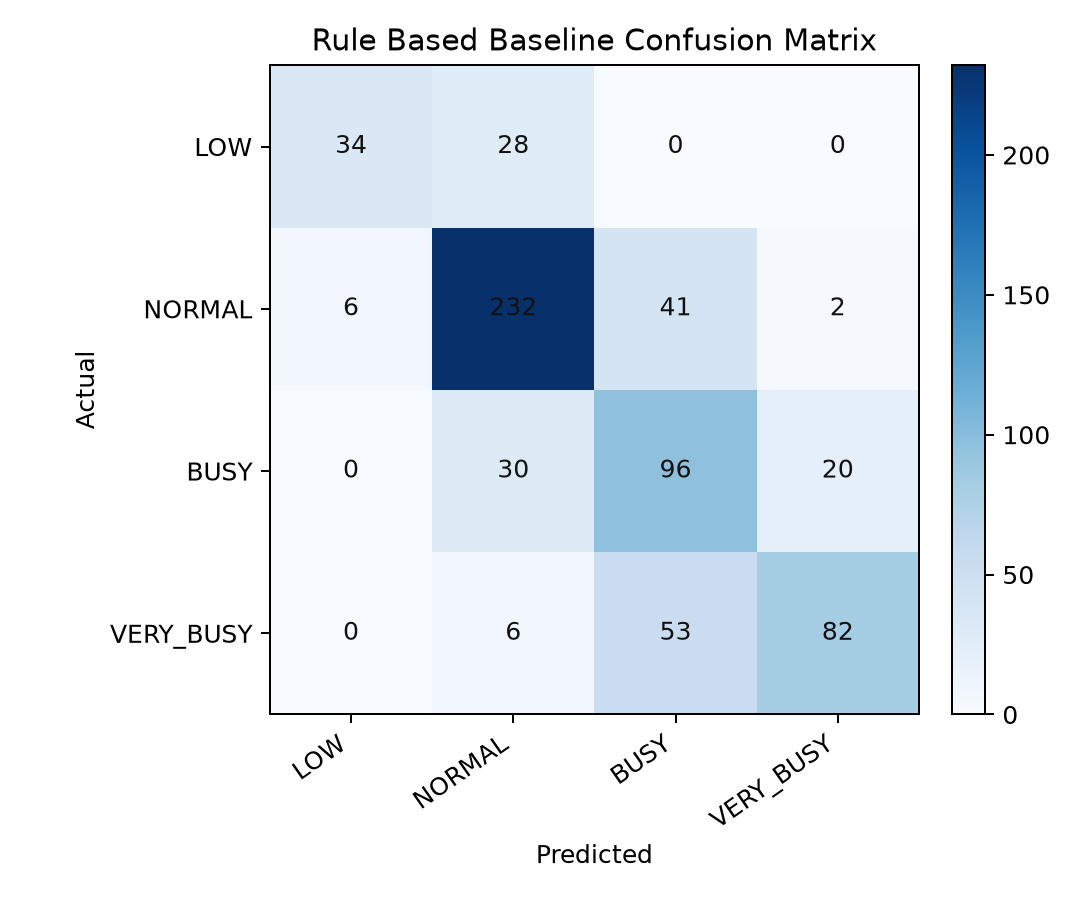 Rule Based Baseline Confusion Matrix
LOW 34 28 0 0
NORMAL 6 232 41 2
BUSY 0 30 96 20
VERY_BUSY 0 6 53 82
Actual
LOW NORMAL BUSY VERY_BUSY
Predicted
200
150
100
50
0